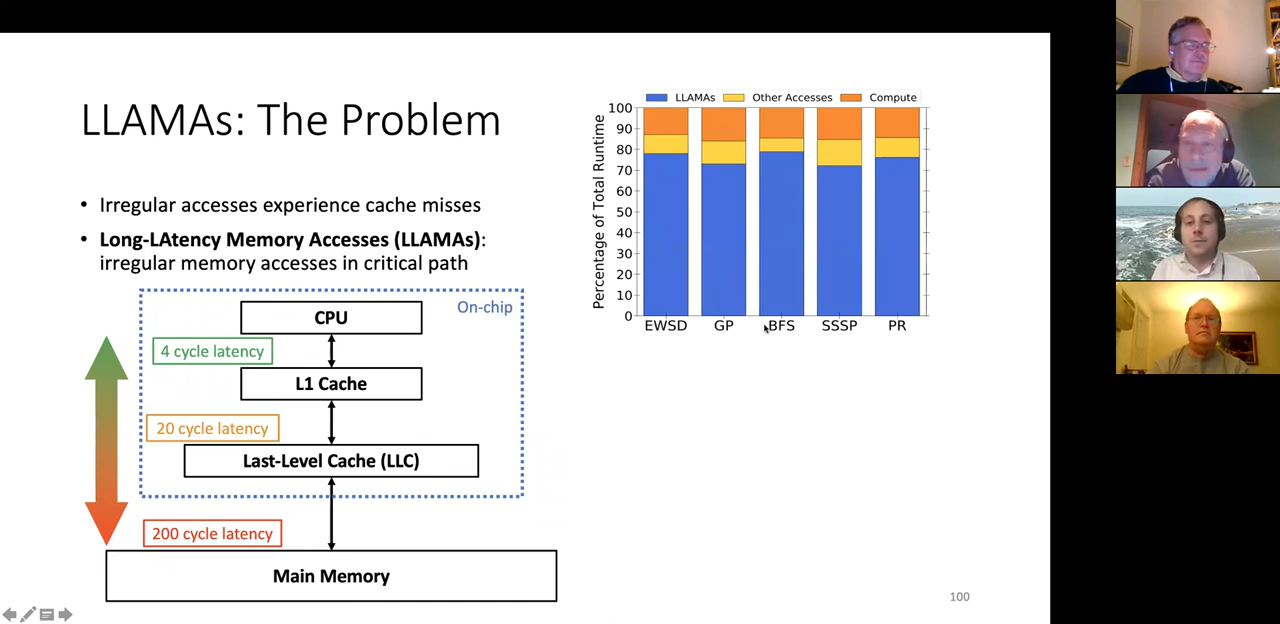 LLAMAs: The Problem
• Irregular accesses experience cache misses
• Long-LAtency Memory Accesses (LLAMAs):
irregular memory accesses in critical path
On-chip
CPU
4 cycle latency
L1 Cache
20 cycle latency
Last-Level Cache (LLC)
200 cycle latency
Main Memory
LLAMAs Other Accesses Compute
Percentage of Total Runtime
100
90
80
70
60
50
40
30
20
10
0
EWSD GP BFS SSSP PR
100